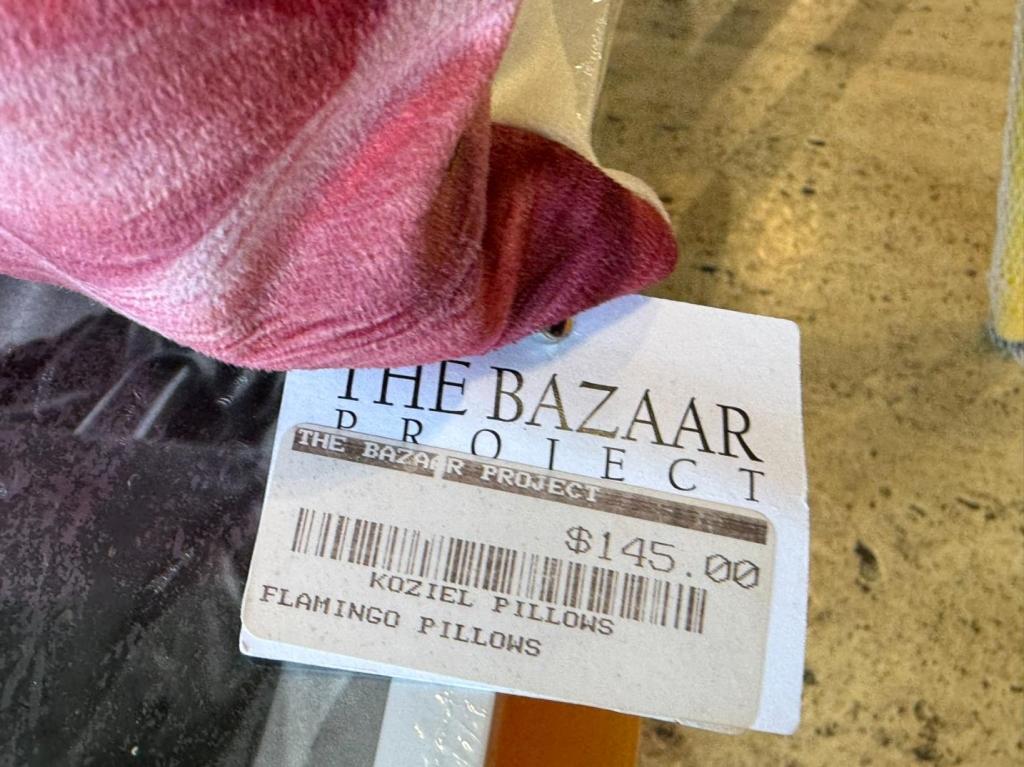 THE BAZAAR
PROJECT
THE BAZAAR PROJECT
$145.00
KOZIEL PILLOWS
FLAMINGO PILLOWS